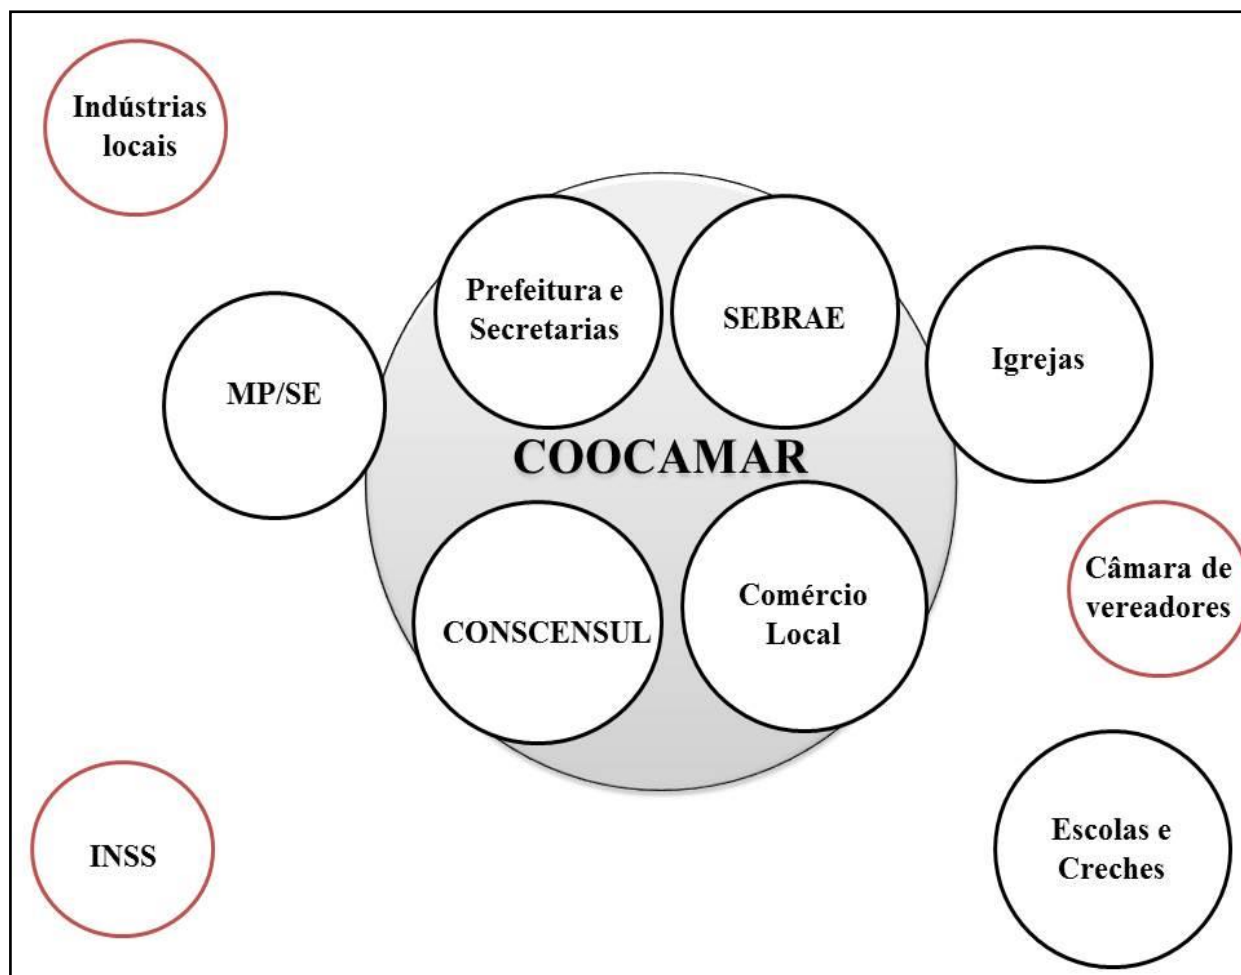 Indústrias
locais
Prefeitura e
Secretarias
SEBRAE
Igrejas
MP/SE
COOCAMAR
Câmara de
vereadores
CONSCENSUL
Comércio
Local
INSS
Escolas e
Creches